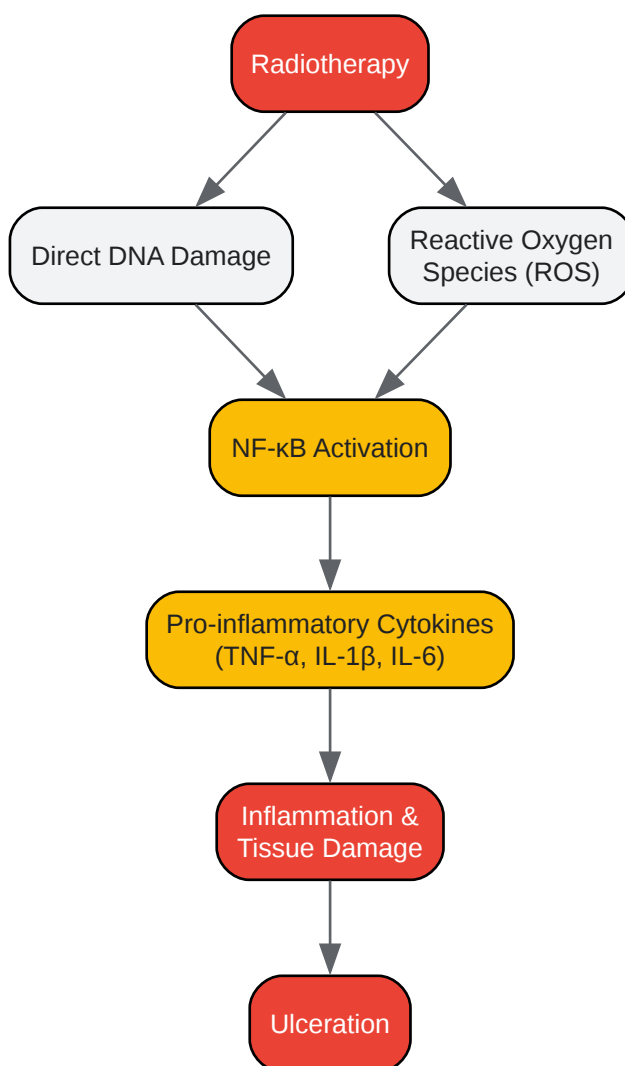 Radiotherapy
Direct DNA Damage
Reactive Oxygen
Species (ROS)
NF-κB Activation
Pro-inflammatory Cytokines
(TNF-α, IL-1β, IL-6)
Inflammation &
Tissue Damage
Ulceration